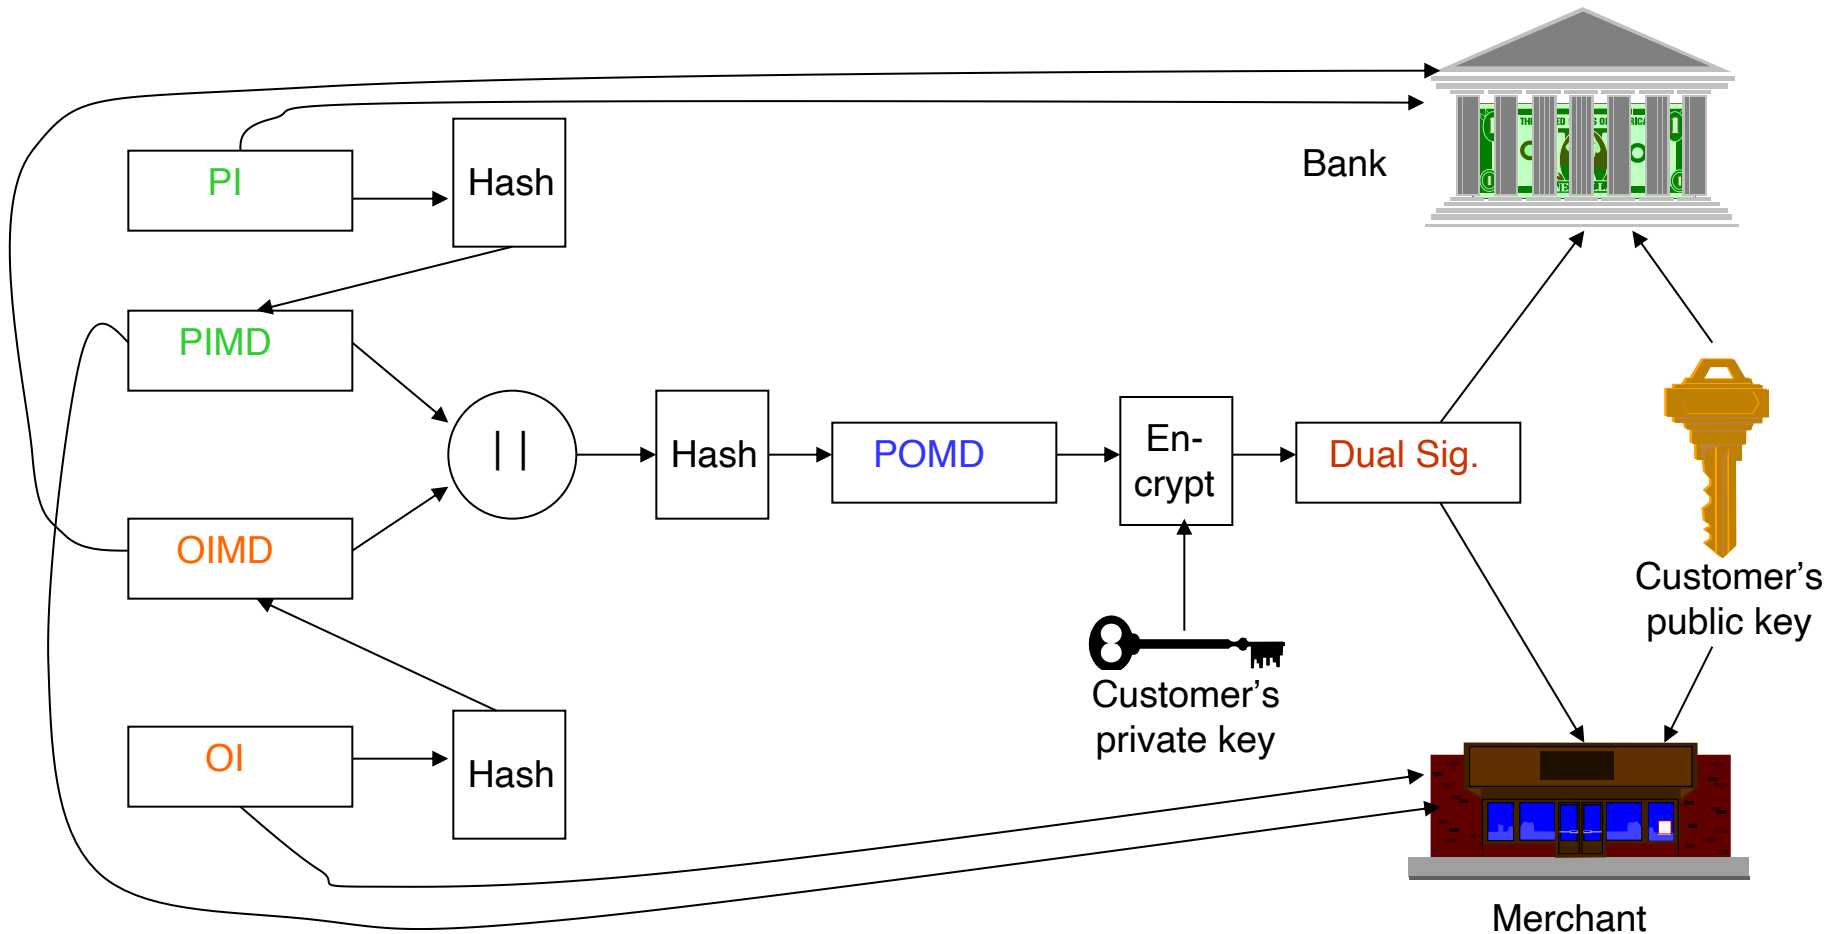 PI
Hash
Bank
PIMD
| |
Hash
POMD
En-
crypt
Dual Sig.
OIMD
Customer’s
public key
Customer’s
private key
OI
Hash
Merchant